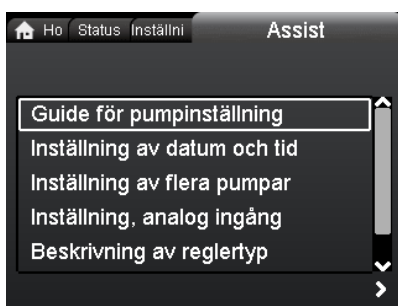 Ho Status Inställni Assist
Guide för pumpinställning
Inställning av datum och tid
Inställning av flera pumpar
Inställning, analog ingång
Beskrivning av reglertyp